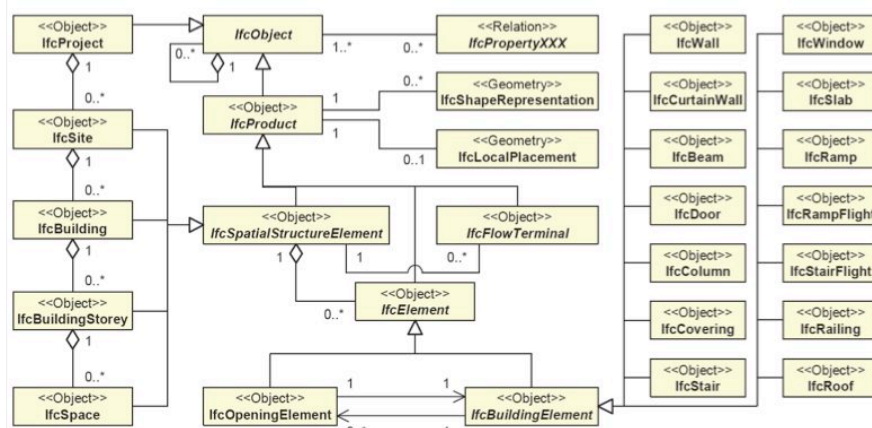 <<Object>>
IfcProject
<<Object>>
IfcObject
<<Relation>>
IfcPropertyXXX
<<Object>>
IfcWall
<<Object>>
IfcWindow
1
0..*
0..*
1
1..*
0..*
<<Object>>
IfcSite
<<Object>>
IfcProduct
<<Geometry>>
IfcShapeRepresentation
<<Object>>
IfcCurtainWall
<<Object>>
IfcSlab
1
0..*
1
0..1
<<Geometry>>
IfcLocalPlacement
<<Object>>
IfcBeam
<<Object>>
IfcRamp
1
0..*
<<Object>>
IfcBuilding
<<Object>>
IfcSpatialStructureElement
<<Object>>
IfcFlowTerminal
<<Object>>
IfcDoor
<<Object>>
IfcRampFlight
1
0..*
1
1
0..*
<<Object>>
IfcBuildingStorey
<<Object>>
IfcElement
0..*
<<Object>>
IfcColumn
<<Object>>
IfcStairFlight
1
0..*
<<Object>>
IfcCovering
<<Object>>
IfcRailing
<<Object>>
IfcSpace
<<Object>>
IfcOpeningElement
1
1
<<Object>>
IfcBuildingElement
<<Object>>
IfcStair
<<Object>>
IfcRoof